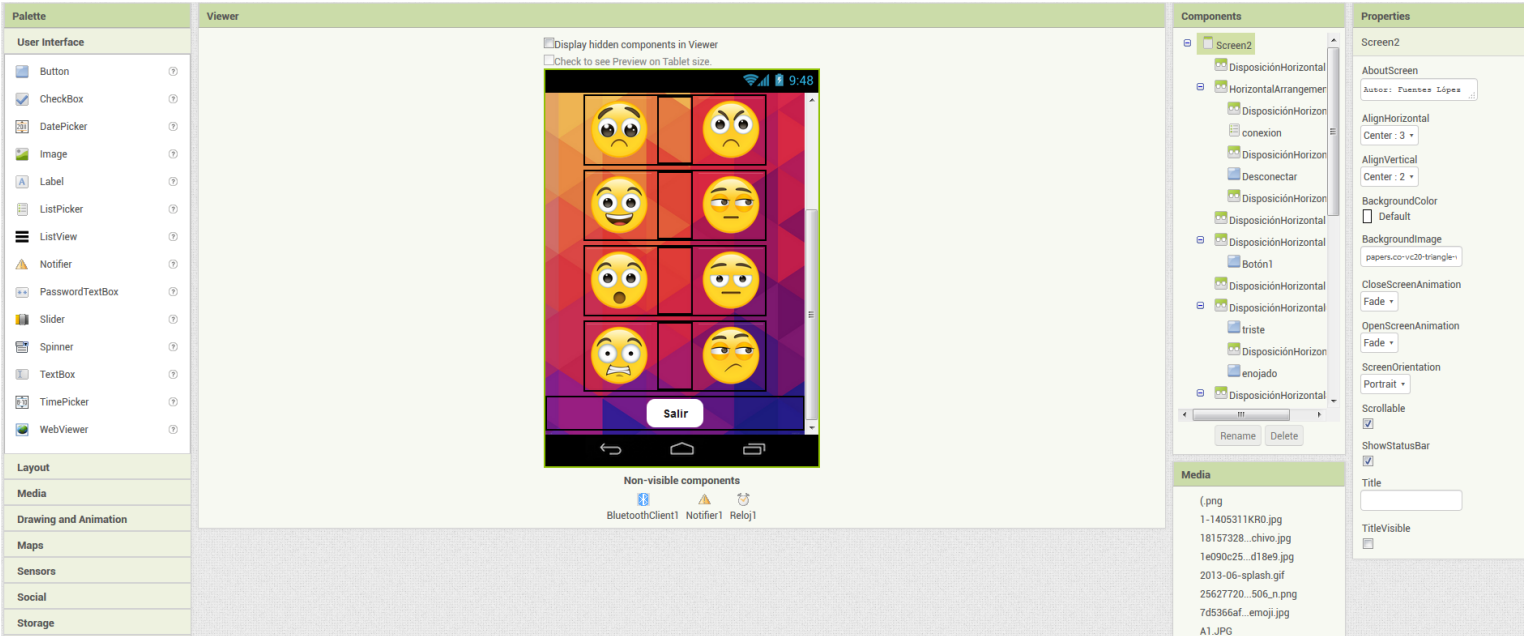 Palette
User Interface
Button
CheckBox
DatePicker
Image
Label
ListPicker
ListView
Notifier
PasswordTextBox
Slider
Spinner
TextBox
TimePicker
WebViewer
Layout
Media
Drawing and Animation
Maps
Sensors
Social
Storage
Viewer
Display hidden components in Viewer
Check to see Preview on Tablet size.
9:48
Salir
Non-visible components
BluetoothClient1 Notifier1 Reloj1
Components
Screen2
DisposiciónHorizontal
HorizontalArrangemen
DisposiciónHorizon
conexion
DisposiciónHorizon
Desconectar
DisposiciónHorizon
DisposiciónHorizontal
DisposiciónHorizontal
Botón1
DisposiciónHorizontal
DisposiciónHorizontal
triste
DisposiciónHorizon
enojado
DisposiciónHorizontal
Rename Delete
Media
(.png
1-1405311KR0.jpg
18157328...chivo.jpg
1e090c25...d18e9.jpg
2013-06-splash.gif
25627720...506_n.png
7d5366af...emoji.jpg
A1.JPG
Properties
Screen2
AboutScreen
Autor: Fuentes López
AlignHorizontal
Center : 3
AlignVertical
Center : 2
BackgroundColor
Default
BackgroundImage
papers.co-vc20-triangle-
CloseScreenAnimation
Fade
OpenScreenAnimation
Fade
ScreenOrientation
Portrait
Scrollable
ShowStatusBar
Title
TitleVisible